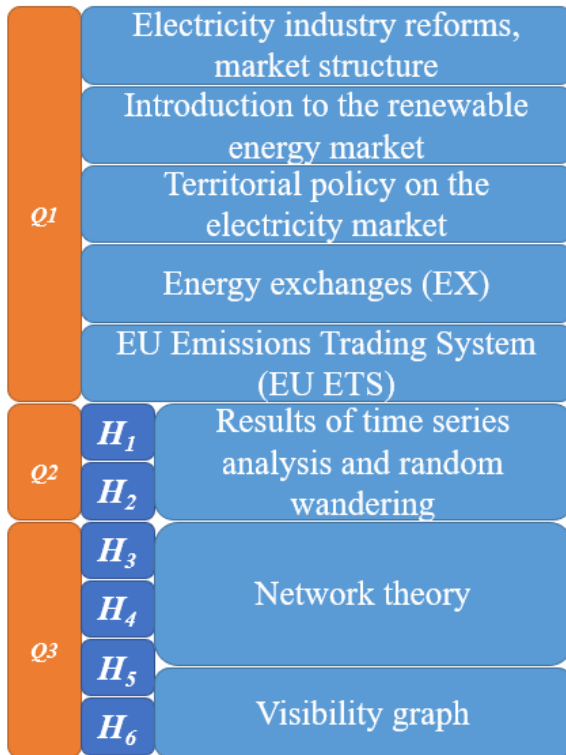 Q1
Electricity industry reforms,
market structure
Introduction to the renewable
energy market
Territorial policy on the
electricity market
Energy exchanges (EX)
EU Emissions Trading System
(EU ETS)
Q2
H1
H2
Results of time series
analysis and random
wandering
Q3
H3
H4
H5
H6
Network theory
Visibility graph